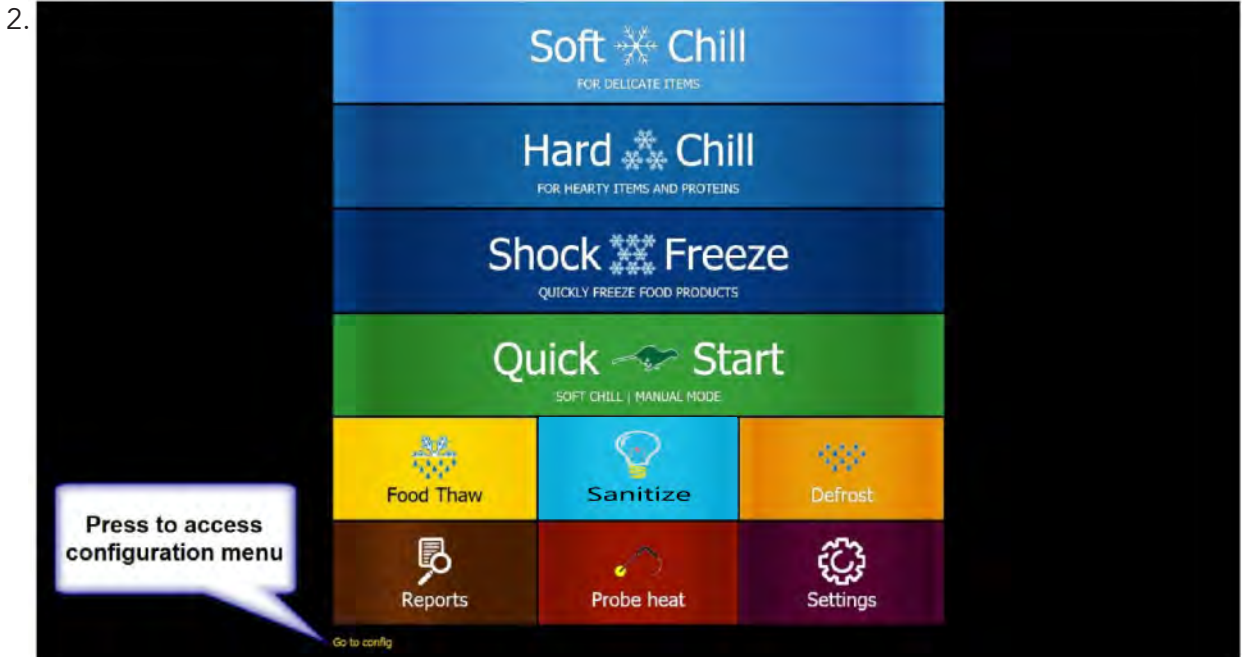 2.
Soft Chill
FOR DELICATE ITEMS
Hard Chill
FOR HEARTY ITEMS AND PROTEINS
Shock Freeze
QUICKLY FREEZE FOOD PRODUCTS
Quick Start
SOFT CHILL | MANUAL MODE
Food Thaw
Sanitize
Defrost
Press to access
configuration menu
Reports
Probe heat
Settings
Go to config